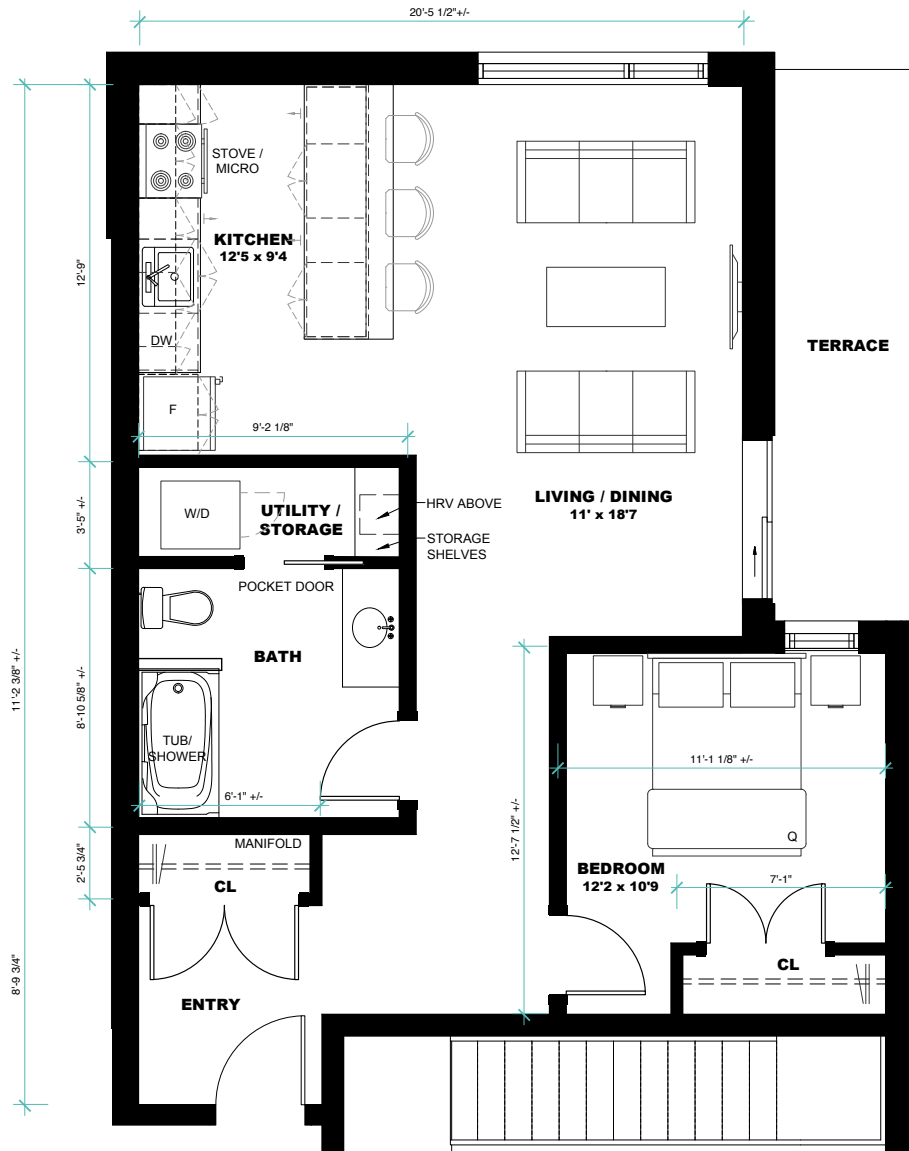 20'-5 1/2"+/-
STOVE /
MICRO
KITCHEN
12'5 x 9'4
12'-9"
DW
TERRACE
F
9'-2 1/8"
3'-5" +/-
W/D
UTILITY /
STORAGE
HRV ABOVE
STORAGE
SHELVES
LIVING / DINING
11' x 18'7
POCKET DOOR
BATH
11'-2 3/8" +/-
8'-10 5/8" +/-
TUB/
SHOWER
6'-1" +/-
11'-1 1/8" +/-
12'-7 1/2" +/-
Q
MANIFOLD
2'-5 3/4"
CL
BEDROOM
12'2 x 10'9
7'-1"
CL
8'-9 3/4"
ENTRY